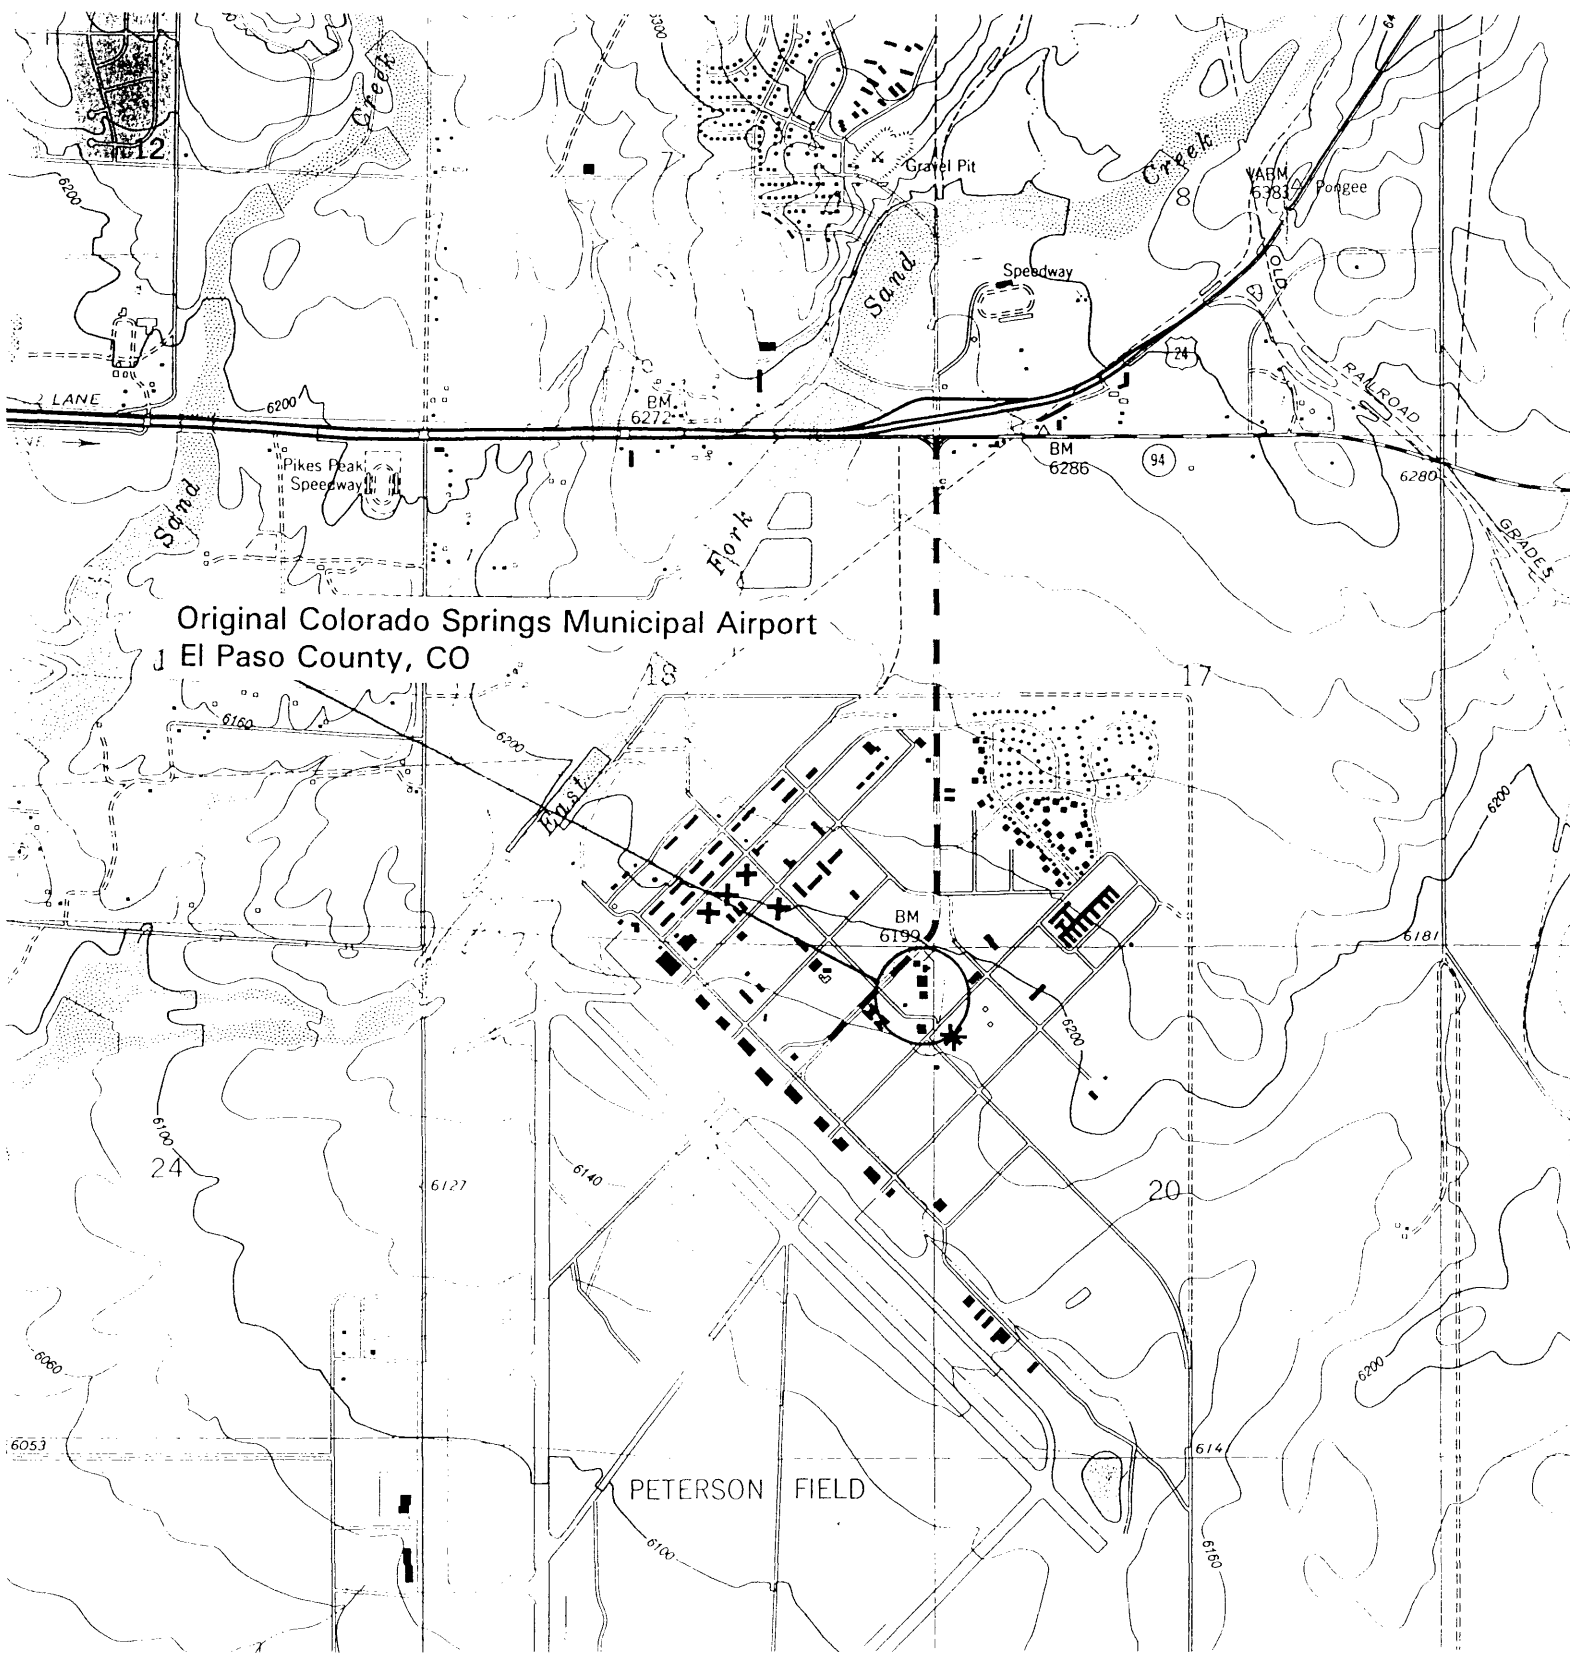 6300
Creek
12
7
Gravel Pit
Creek
8
VABM
6383
Pongee
6200
Sand
Speedway
OLD
24
RAILROAD
LANE
6200
BM
6272
BM
6286
94
6280
Pikes Peak
Speedway
Sand
Fork
GRADES
Original Colorado Springs Municipal Airport
El Paso County, CO
18
17
6160
6200
East
6200
BM
6199
6181
6200
6100
24
6127
6140
20
6060
6200
6053
614
PETERSON FIELD
6100
6160